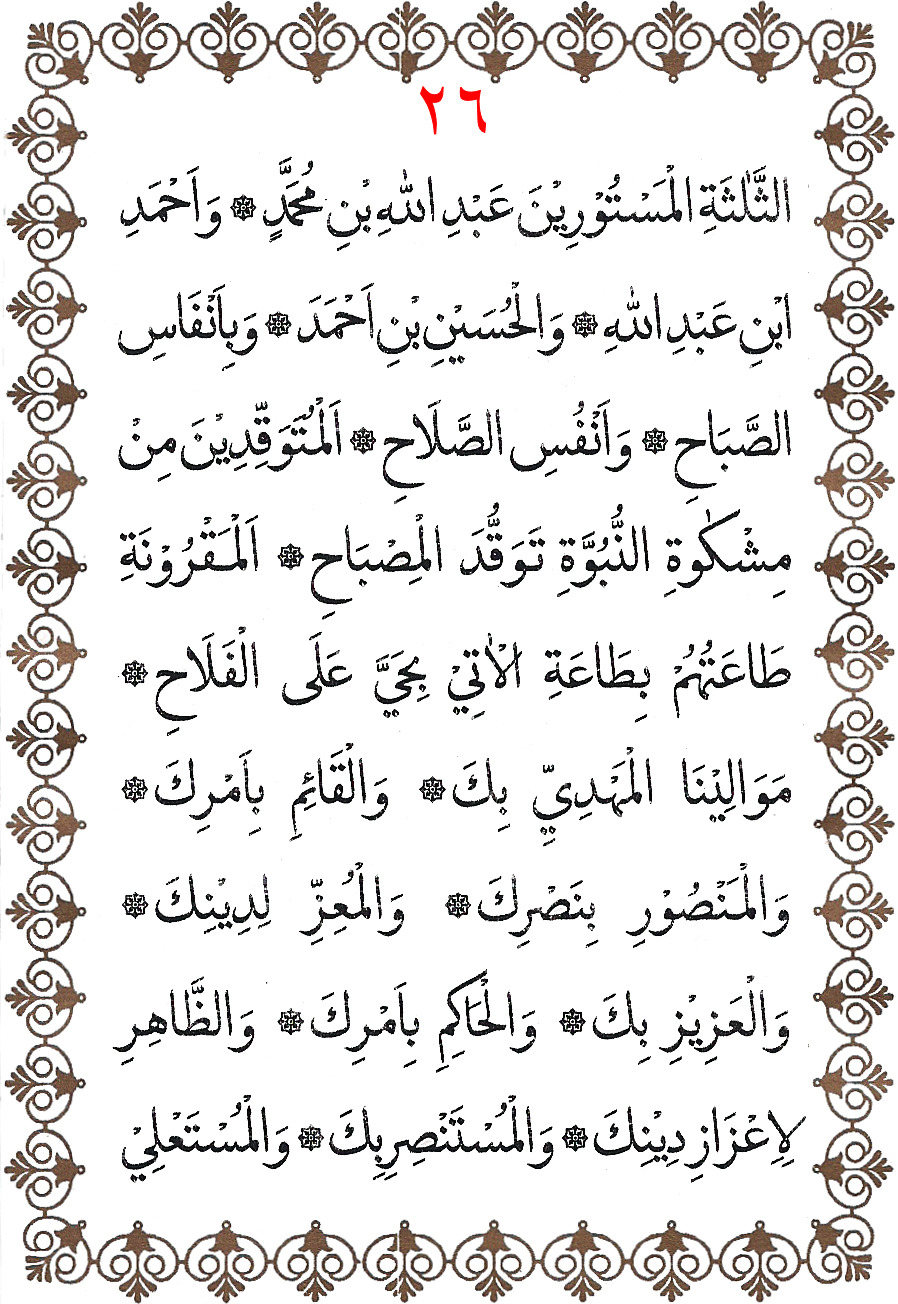 ٢٦
الثَّلٰثَةِ الْمَسْتُوْرِيْنَ عَبْدِ اللهِ بْنِ مُحَمَّدٍ ۞ وَاَحْمَدِ
ابْنِ عَبْدِ اللهِ ۞ وَالْحُسَيْنِ بْنِ اَحْمَدَ ۞ وَبِاَنْفَاسِ
الصَّبَاحِ ۞ وَاَنْفُسِ الصَّلَاحِ ۞ اَلْمُتَوَقِّدِيْنَ مِنْ
مِشْكٰوةِ النُّبُوَّةِ تَوَقُّدَ الْمِصْبَاحِ ۞ اَلْمَقْرُوْنَةِ
طَاعَتُهُمْ بِطَاعَةِ الْاٰتِيْ بِحَيَّ عَلَى الْفَلَاحِ ۞
مَوَالِيْنَا الْمَهْدِيِّ بِكَ ۞ وَالْقَائِمِ بِاَمْرِكَ ۞
وَالْمَنْصُوْرِ بِنَصْرِكَ ۞ وَالْمُعِزِّ لِدِيْنِكَ ۞
وَالْعَزِيْزِ بِكَ ۞ وَالْحَاكِمِ بِاَمْرِكَ ۞ وَالظَّاهِرِ
لِاِعْزَازِ دِيْنِكَ ۞ وَالْمُسْتَنْصِرِ بِكَ ۞ وَالْمُسْتَعْلِيْ